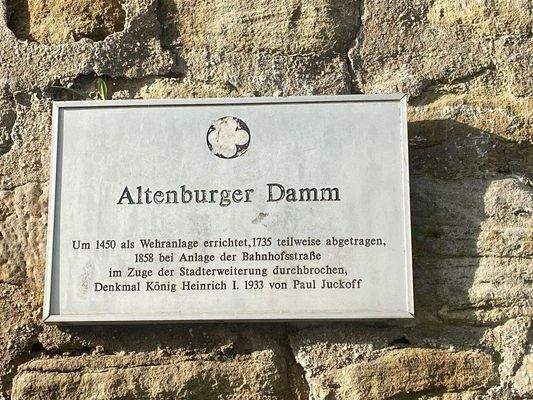 Altenburger Damm
Um 1450 als Wehranlage errichtet,1735 teilweise abgetragen,
1858 bei Anlage der Bahnhofsstraße
im Zuge der Stadterweiterung durchbrochen,
Denkmal König Heinrich I. 1933 von Paul Juckoff